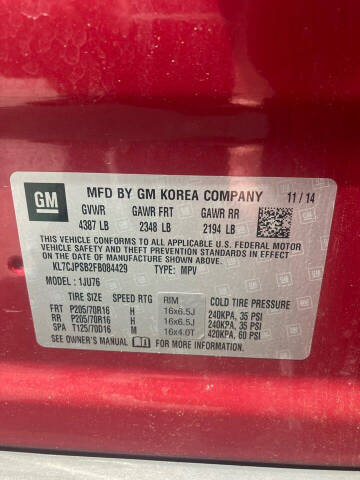 GM MFD BY GM KOREA COMPANY 11/14
GVWR GAWR FRT GAWR RR
4387 LB 2348 LB 2194 LB
THIS VEHICLE CONFORMS TO ALL APPLICABLE U.S. FEDERAL MOTOR
VEHICLE SAFETY, BUMPER, AND THEFT PREVENTION STANDARDS IN EFFECT
ON THE DATE OF MANUFACTURE SHOWN ABOVE.
KL7CJPSB2FB084429 TYPE: MPV
MODEL: 1JU76
TIRE SIZE SPEED RTG RIM COLD TIRE PRESSURE
FRT P205/70R16 H 16x6.5J 240KPA, 35 PSI
RR P205/70R16 H 16x6.5J 240KPA, 35 PSI
SPA T125/70D16 M 16x4.0T 420KPA, 60 PSI
SEE OWNER'S MANUAL FOR MORE INFORMATION